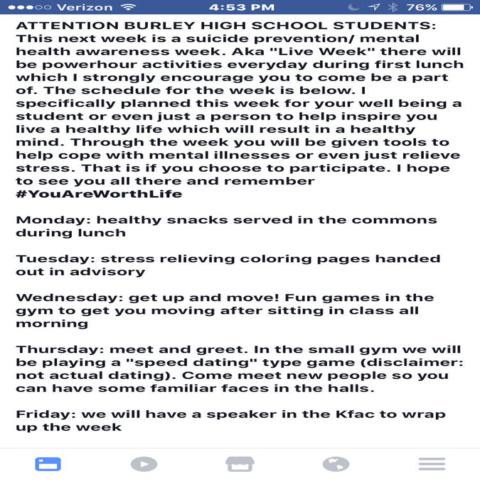 ●●●○○ Verizon 4:53 PM 76%
ATTENTION BURLEY HIGH SCHOOL STUDENTS:
This next week is a suicide prevention/ mental
health awareness week. Aka "Live Week" there will
be powerhour activities everyday during first lunch
which I strongly encourage you to come be a part
of. The schedule for the week is below. I
specifically planned this week for your well being a
student or even just a person to help inspire you
live a healthy life which will result in a healthy
mind. Through the week you will be given tools to
help cope with mental illnesses or even just relieve
stress. That is if you choose to participate. I hope
to see you all there and remember
#YouAreWorthLife
Monday: healthy snacks served in the commons
during lunch
Tuesday: stress relieving coloring pages handed
out in advisory
Wednesday: get up and move! Fun games in the
gym to get you moving after sitting in class all
morning
Thursday: meet and greet. In the small gym we will
be playing a "speed dating" type game (disclaimer:
not actual dating). Come meet new people so you
can have some familiar faces in the halls.
Friday: we will have a speaker in the Kfac to wrap
up the week